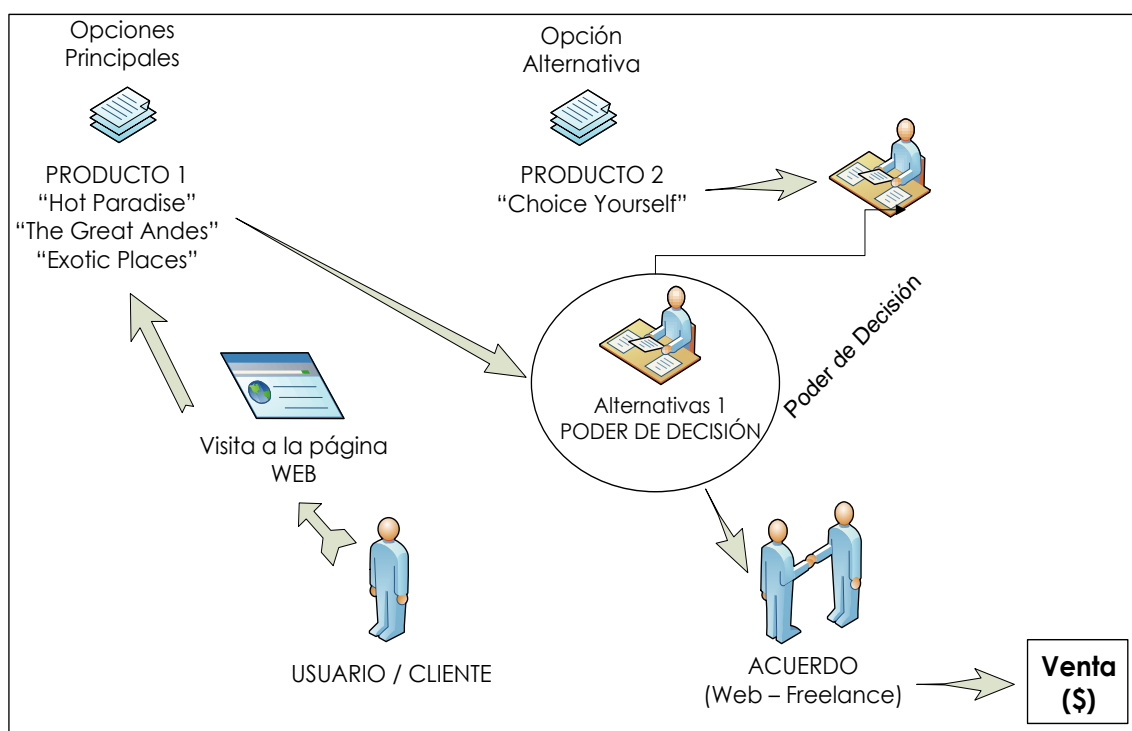 Opciones
Principales
PRODUCTO 1
“Hot Paradise”
“The Great Andes”
“Exotic Places”
Opción
Alternativa
PRODUCTO 2
“Choice Yourself”
Alternativas 1
PODER DE DECISIÓN
Poder de Decisión
Visita a la página
WEB
USUARIO / CLIENTE
ACUERDO
(Web – Freelance)
Venta
($)